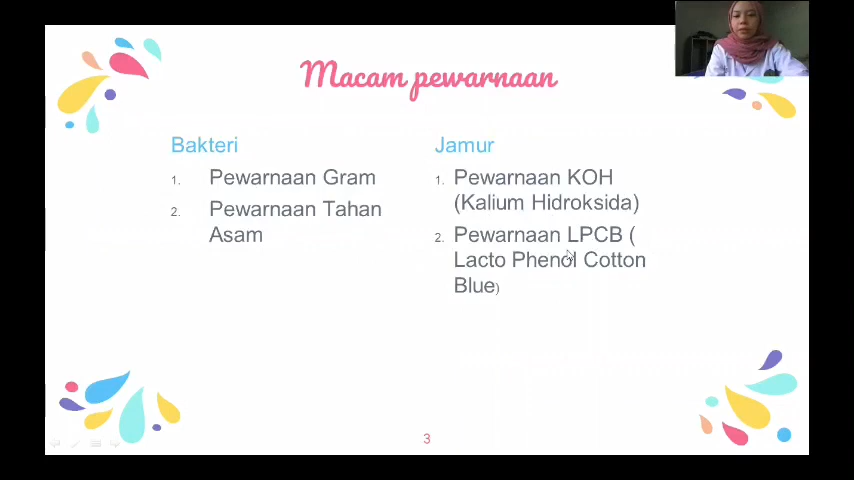 Macam pewarnaan
Bakteri
1. Pewarnaan Gram
2. Pewarnaan Tahan
Asam
Jamur
1. Pewarnaan KOH
(Kalium Hidroksida)
2. Pewarnaan LPCB (
Lacto Phenol Cotton
Blue)
3